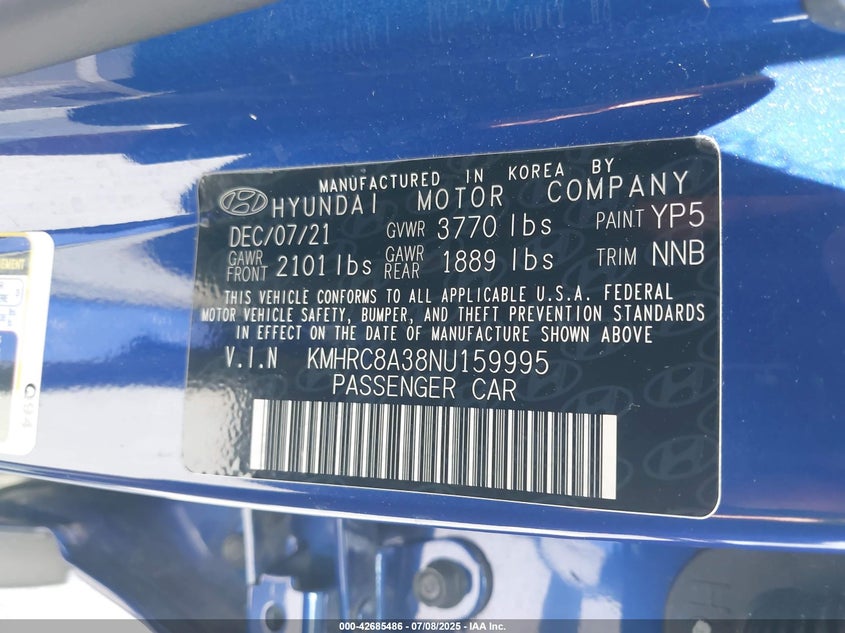 MANUFACTURED IN KOREA BY
HYUNDAI MOTOR COMPANY
DEC/07/21 GVWR 3770 lbs PAINT YP5
GAWR FRONT 2101 lbs GAWR REAR 1889 lbs TRIM NNB
THIS VEHICLE CONFORMS TO ALL APPLICABLE U.S.A. FEDERAL
MOTOR VEHICLE SAFETY, BUMPER, AND THEFT PREVENTION STANDARDS
IN EFFECT ON THE DATE OF MANUFACTURE SHOWN ABOVE
V.I.N KMHRC8A38NU159995
PASSENGER CAR
000-42685486 - 07/08/2025 - IAA Inc.